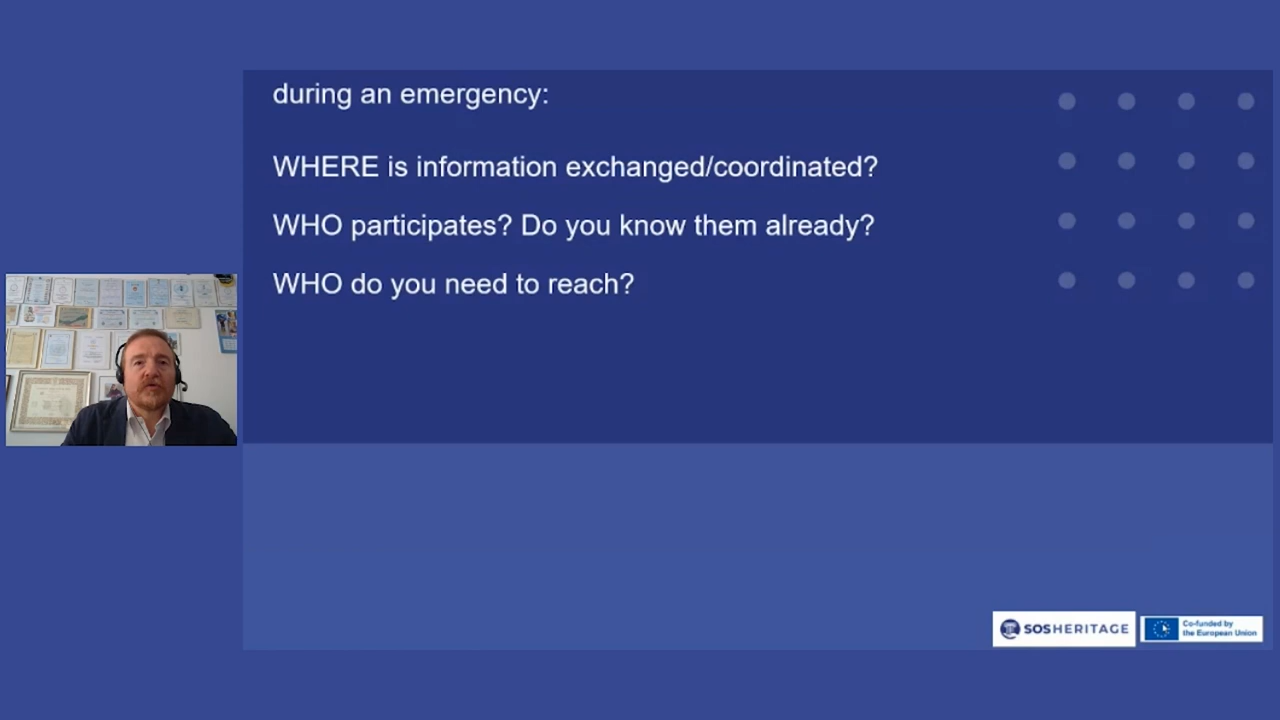 during an emergency:
WHERE is information exchanged/coordinated?
WHO participates? Do you know them already?
WHO do you need to reach?
SOSHERITAGE
Co-funded by
the European Union